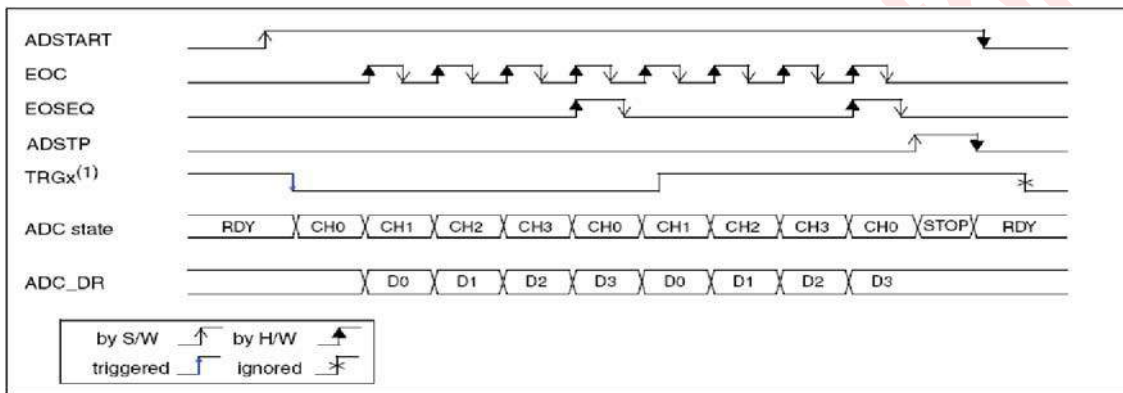 ADSTART
EOC
EOSEQ
ADSTP
TRGx(1)
ADC state RDY CH0 CH1 CH2 CH3 CH0 CH1 CH2 CH3 CH0 STOP RDY
ADC_DR D0 D1 D2 D3 D0 D1 D2 D3
by S/W by H/W
triggered ignored